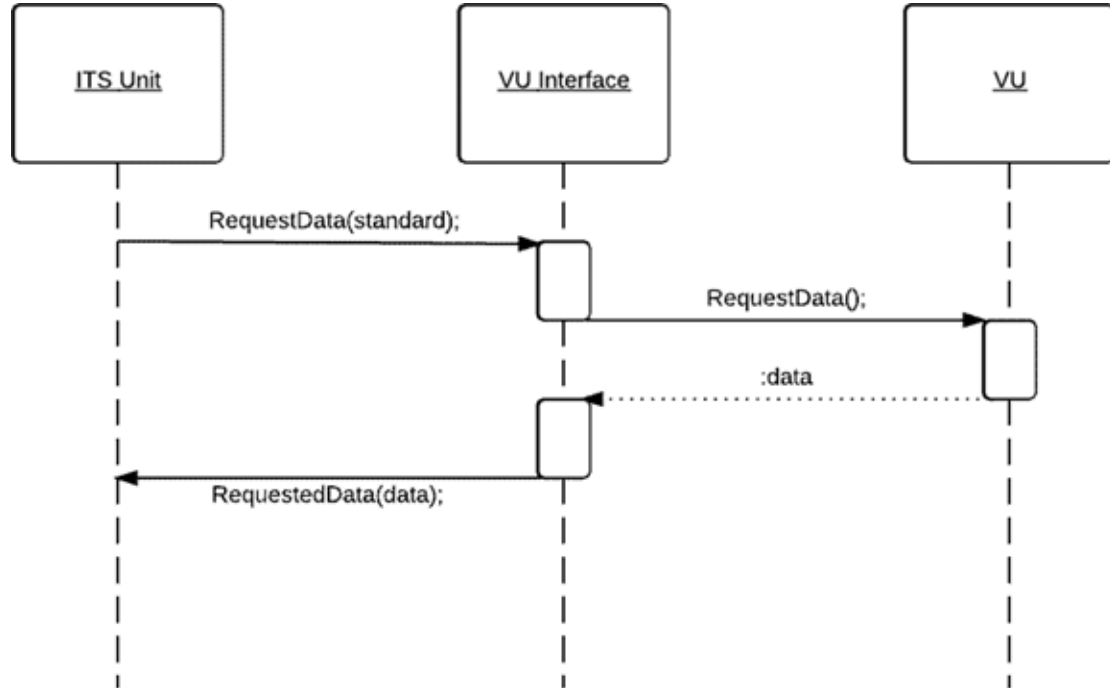 ITS Unit
VU Interface
VU
RequestData(standard);
RequestData();
:data
RequestedData(data);